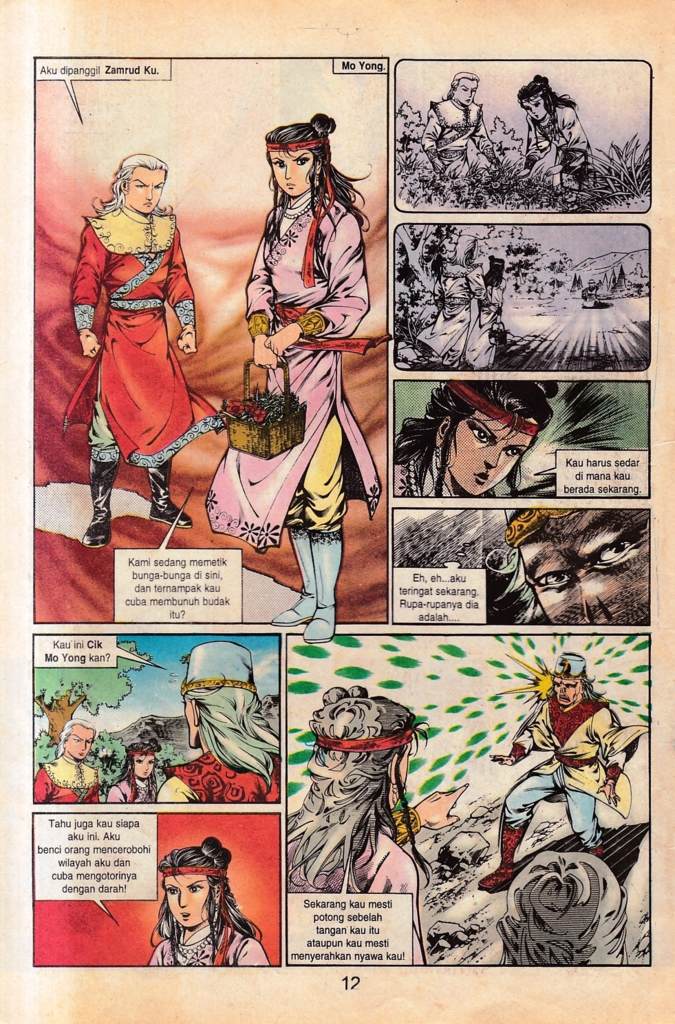 Aku dipanggil Zamrud Ku.
Mo Yong.
Kami sedang memetik
bunga-bunga di sini,
dan ternampak kau
cuba membunuh budak
itu?
Kau harus sedar
di mana kau
berada sekarang.
Eh, eh...aku
teringat sekarang.
Rupa-rupanya dia
adalah....
Kau ini Cik
Mo Yong kan?
Tahu juga kau siapa
aku ini. Aku
benci orang mencerobohi
wilayah aku dan
cuba mengotorinya
dengan darah!
Sekarang kau mesti
potong sebelah
tangan kau itu
ataupun kau mesti
menyerahkan nyawa kau!
12